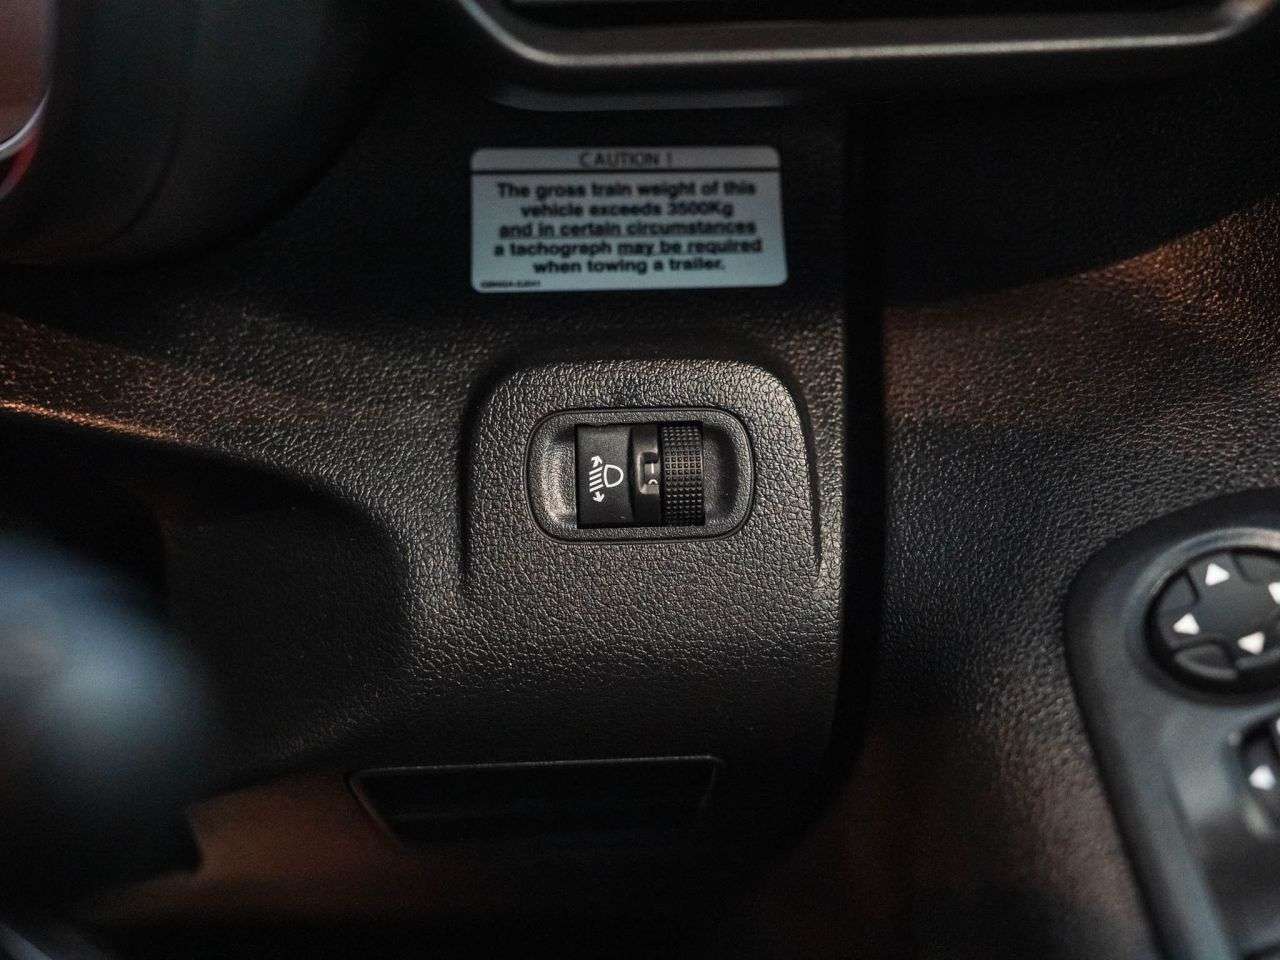 CAUTION !
The gross train weight of this
vehicle exceeds 3500Kg
and in certain circumstances
a tachograph may be required
when towing a trailer.